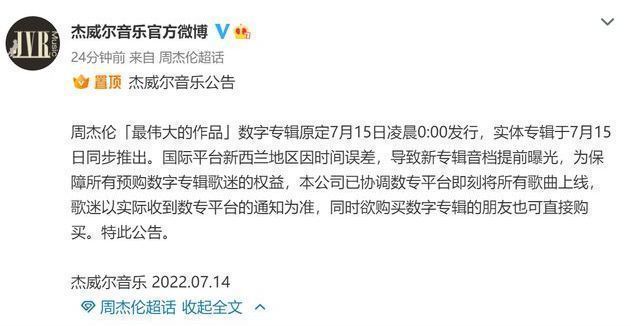 JVR Music
杰威尔音乐官方微博
24分钟前 来自 周杰伦超话
置顶 杰威尔音乐公告
周杰伦「最伟大的作品」数字专辑原定7月15日凌晨0:00发行，实体专辑于7月15
日同步推出。国际平台新西兰地区因时间误差，导致新专辑音档提前曝光，为保
障所有预购数字专辑歌迷的权益，本公司已协调数专平台即刻将所有歌曲上线，
歌迷以实际收到数专平台的通知为准，同时欲购买数字专辑的朋友也可直接购
买。特此公告。
杰威尔音乐 2022.07.14
周杰伦超话 收起全文